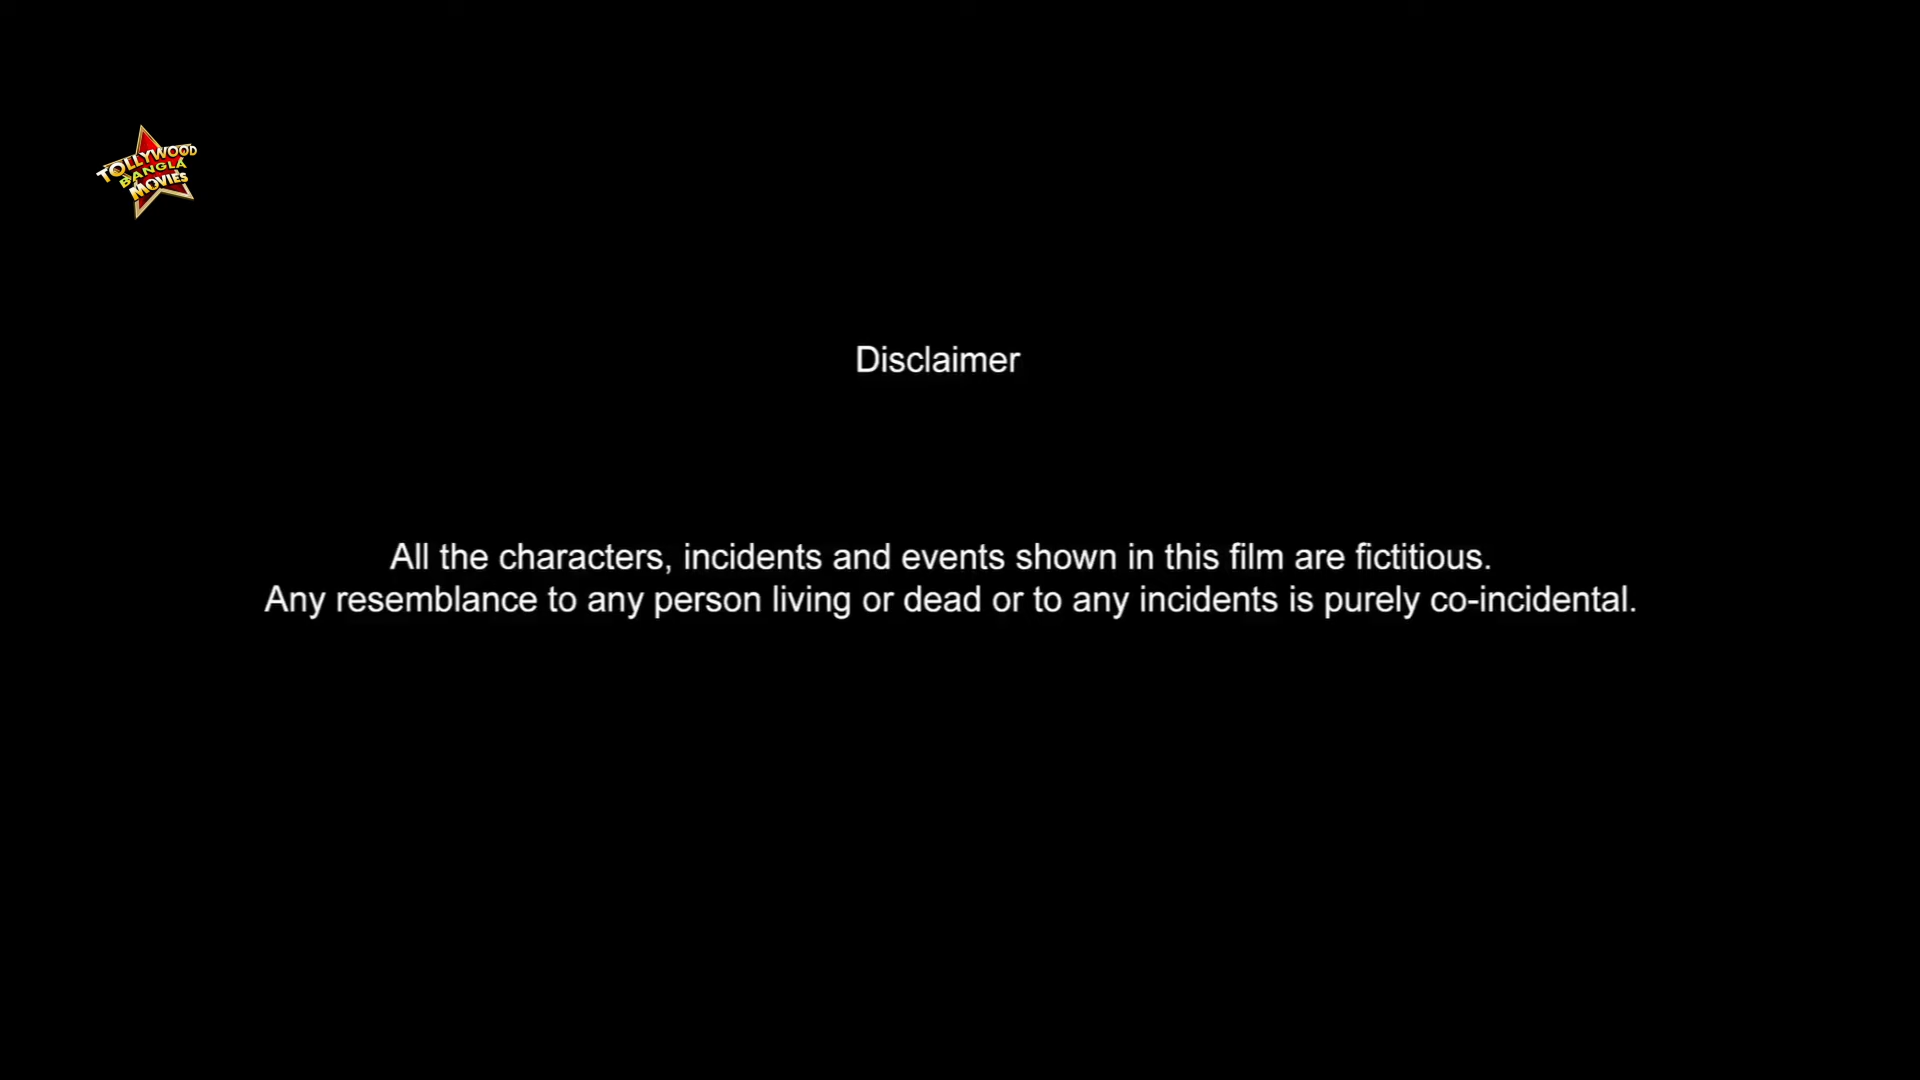 TOLLYWOOD
BANGLA
MOVIES
Disclaimer
All the characters, incidents and events shown in this film are fictitious.
Any resemblance to any person living or dead or to any incidents is purely co-incidental.